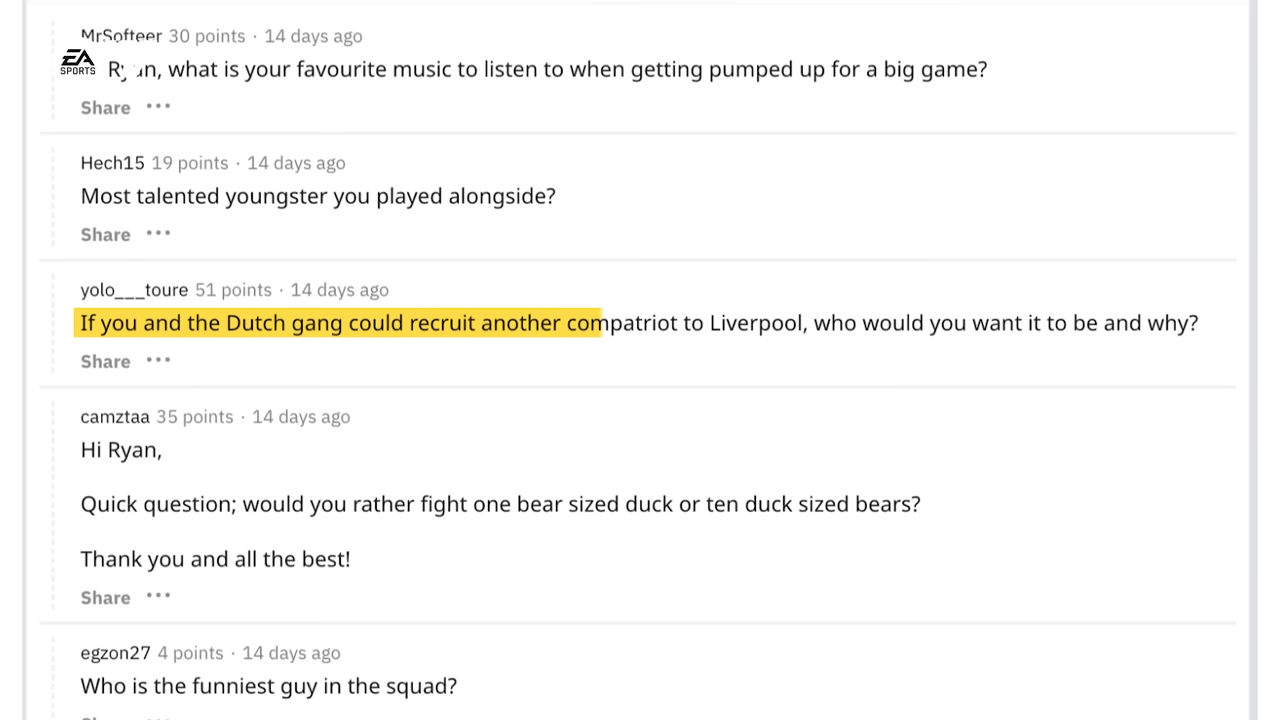 MrSofteer 30 points · 14 days ago
EA
SPORTS
Ryan, what is your favourite music to listen to when getting pumped up for a big game?
Share •••
Hech15 19 points · 14 days ago
Most talented youngster you played alongside?
Share •••
yolo___toure 51 points · 14 days ago
If you and the Dutch gang could recruit another compatriot to Liverpool, who would you want it to be and why?
Share •••
camztaa 35 points · 14 days ago
Hi Ryan,
Quick question; would you rather fight one bear sized duck or ten duck sized bears?
Thank you and all the best!
Share •••
egzon27 4 points · 14 days ago
Who is the funniest guy in the squad?